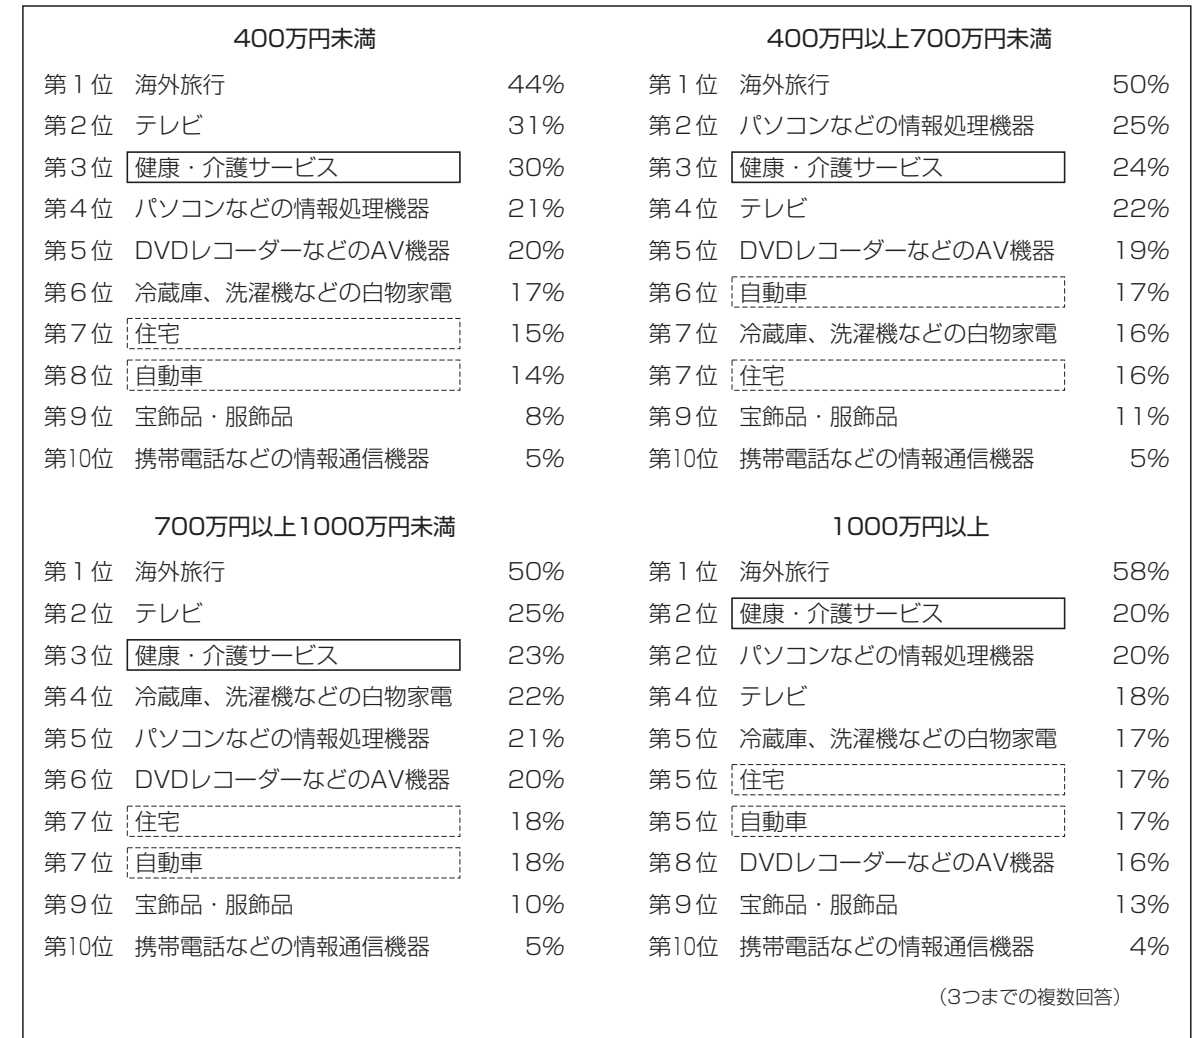 400万円未満
第1位 海外旅行 44%
第2位 テレビ 31%
第3位 健康・介護サービス 30%
第4位 パソコンなどの情報処理機器 21%
第5位 DVDレコーダーなどのAV機器 20%
第6位 冷蔵庫、洗濯機などの白物家電 17%
第7位 住宅 15%
第8位 自動車 14%
第9位 宝飾品・服飾品 8%
第10位 携帯電話などの情報通信機器 5%
400万円以上700万円未満
第1位 海外旅行 50%
第2位 パソコンなどの情報処理機器 25%
第3位 健康・介護サービス 24%
第4位 テレビ 22%
第5位 DVDレコーダーなどのAV機器 19%
第6位 自動車 17%
第7位 冷蔵庫、洗濯機などの白物家電 16%
第7位 住宅 16%
第9位 宝飾品・服飾品 11%
第10位 携帯電話などの情報通信機器 5%
700万円以上1000万円未満
第1位 海外旅行 50%
第2位 テレビ 25%
第3位 健康・介護サービス 23%
第4位 冷蔵庫、洗濯機などの白物家電 22%
第5位 パソコンなどの情報処理機器 21%
第6位 DVDレコーダーなどのAV機器 20%
第7位 住宅 18%
第7位 自動車 18%
第9位 宝飾品・服飾品 10%
第10位 携帯電話などの情報通信機器 5%
1000万円以上
第1位 海外旅行 58%
第2位 健康・介護サービス 20%
第2位 パソコンなどの情報処理機器 20%
第4位 テレビ 18%
第5位 冷蔵庫、洗濯機などの白物家電 17%
第5位 住宅 17%
第5位 自動車 17%
第8位 DVDレコーダーなどのAV機器 16%
第9位 宝飾品・服飾品 13%
第10位 携帯電話などの情報通信機器 4%
（3つまでの複数回答）